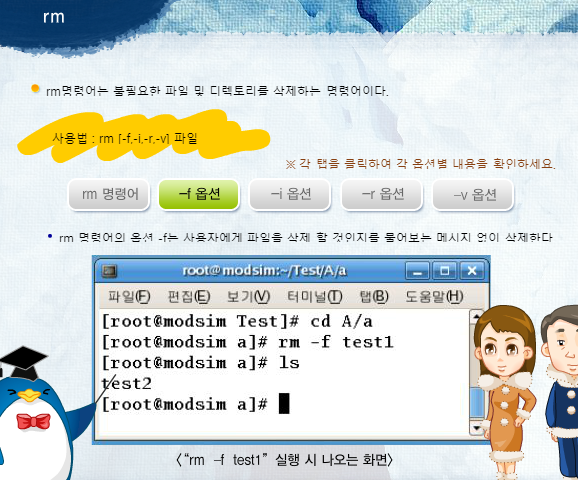 rm
rm명령어는 불필요한 파일 및 디렉토리를 삭제하는 명령어이다.
사용법 : rm [-f,-i,-r,-v] 파일
※ 각 탭을 클릭하여 각 옵션별 내용을 확인하세요.
rm 명령어 –f 옵션 –i 옵션 –r 옵션 –v 옵션
• rm 명령어의 옵션 -f는 사용자에게 파일을 삭제 할 것인지를 물어보는 메시지 없이 삭제한다
root@modsim:~/Test/A/a
파일(F) 편집(E) 보기(V) 터미널(T) 탭(B) 도움말(H)
[root@modsim Test]# cd A/a
[root@modsim a]# rm -f test1
[root@modsim a]# ls
test2
[root@modsim a]#
〈“rm –f test1” 실행 시 나오는 화면〉